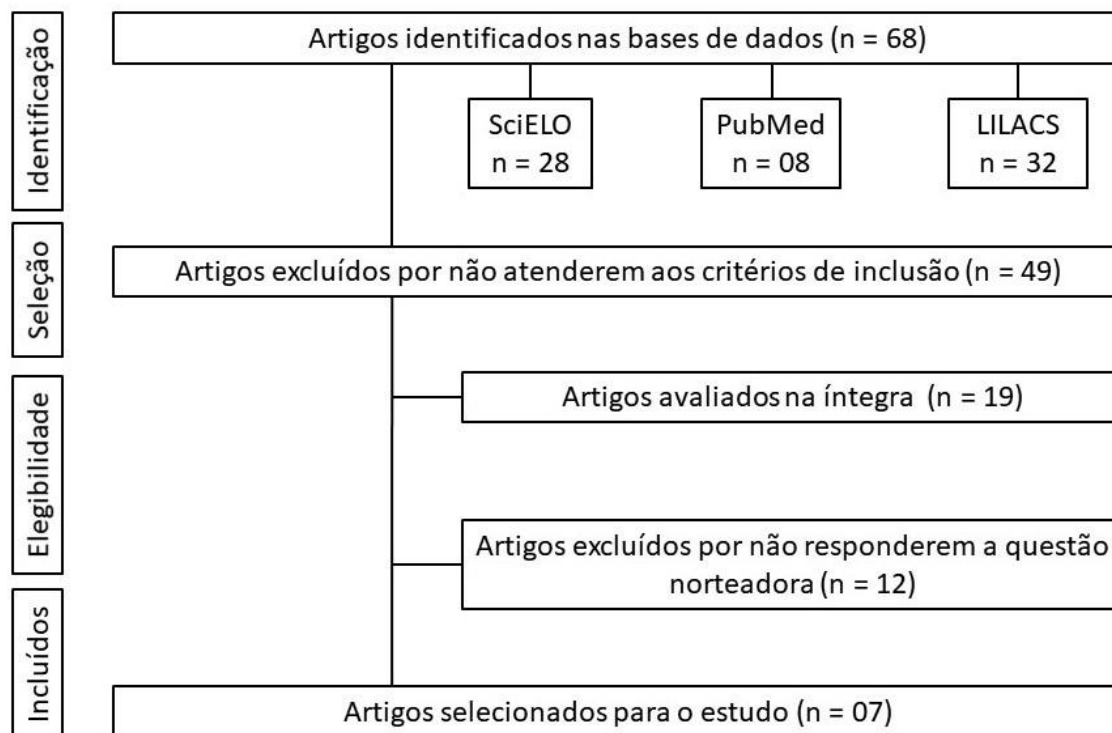 Identificação
Artigos identificados nas bases de dados (n = 68)
SciELO
n = 28
PubMed
n = 08
LILACS
n = 32
Seleção
Artigos excluídos por não atenderem aos critérios de inclusão (n = 49)
Elegibilidade
Artigos avaliados na íntegra (n = 19)
Artigos excluídos por não responderem a questão
norteadora (n = 12)
Incluídos
Artigos selecionados para o estudo (n = 07)